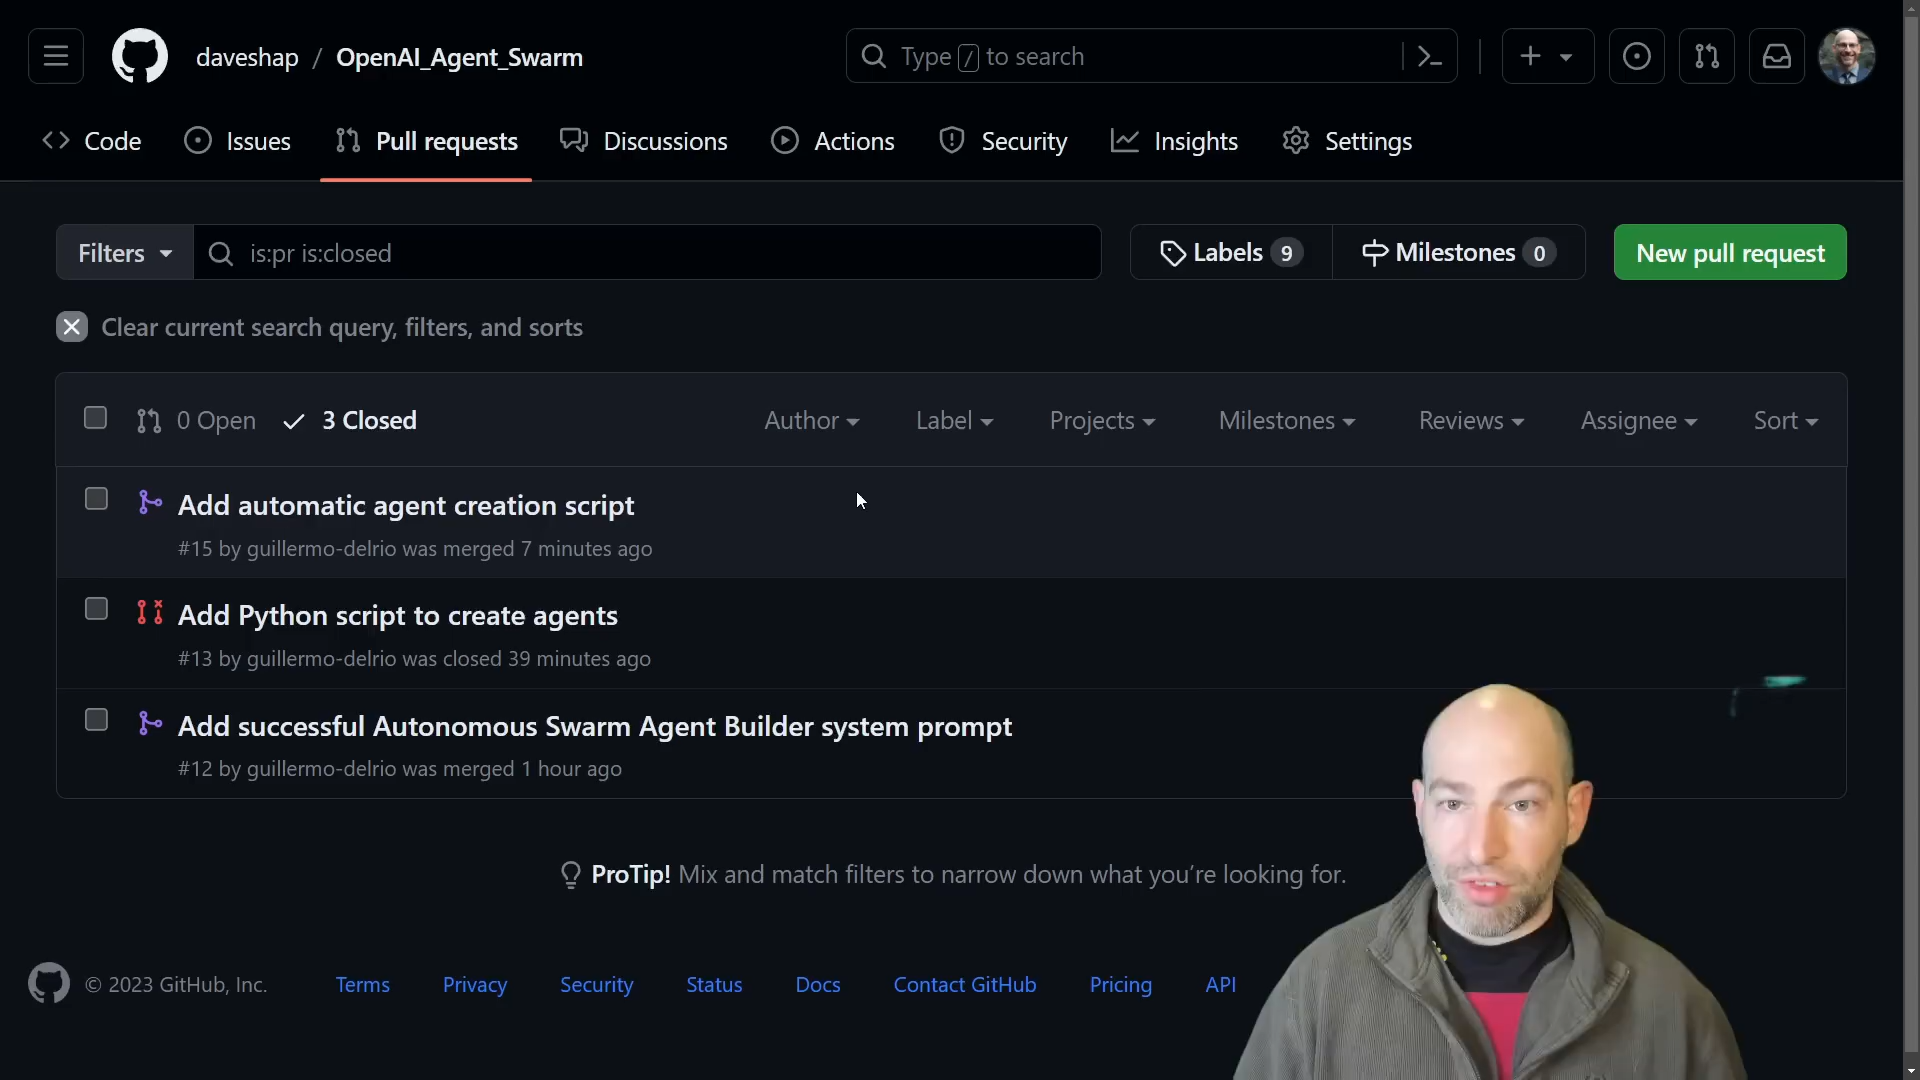 daveshap / OpenAI_Agent_Swarm
Type / to search
Code
Issues
Pull requests
Discussions
Actions
Security
Insights
Settings
Filters
is:pr is:closed
Labels 9
Milestones 0
New pull request
Clear current search query, filters, and sorts
0 Open
3 Closed
Author
Label
Projects
Milestones
Reviews
Assignee
Sort
Add automatic agent creation script
#15 by guillermo-delrio was merged 7 minutes ago
Add Python script to create agents
#13 by guillermo-delrio was closed 39 minutes ago
Add successful Autonomous Swarm Agent Builder system prompt
#12 by guillermo-delrio was merged 1 hour ago
ProTip! Mix and match filters to narrow down what you’re looking for.
© 2023 GitHub, Inc.
Terms
Privacy
Security
Status
Docs
Contact GitHub
Pricing
API